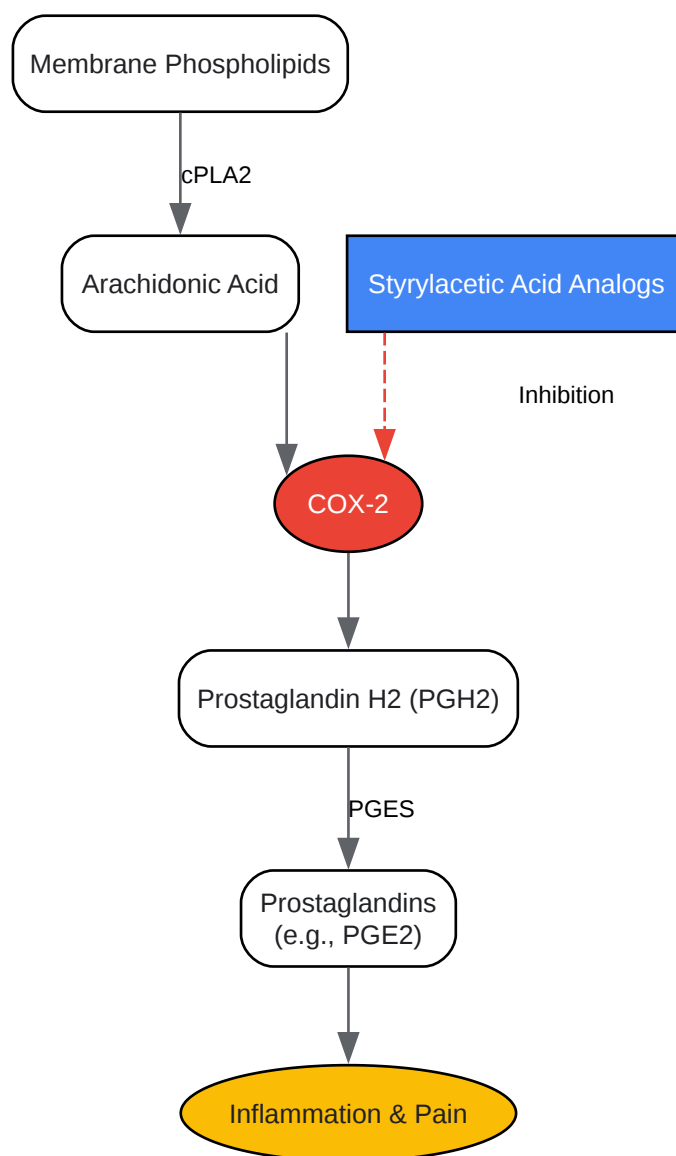 Membrane Phospholipids
cPLA2
Arachidonic Acid
Styrylacetic Acid Analogs
Inhibition
COX-2
Prostaglandin H2 (PGH2)
PGES
Prostaglandins
(e.g., PGE2)
Inflammation & Pain